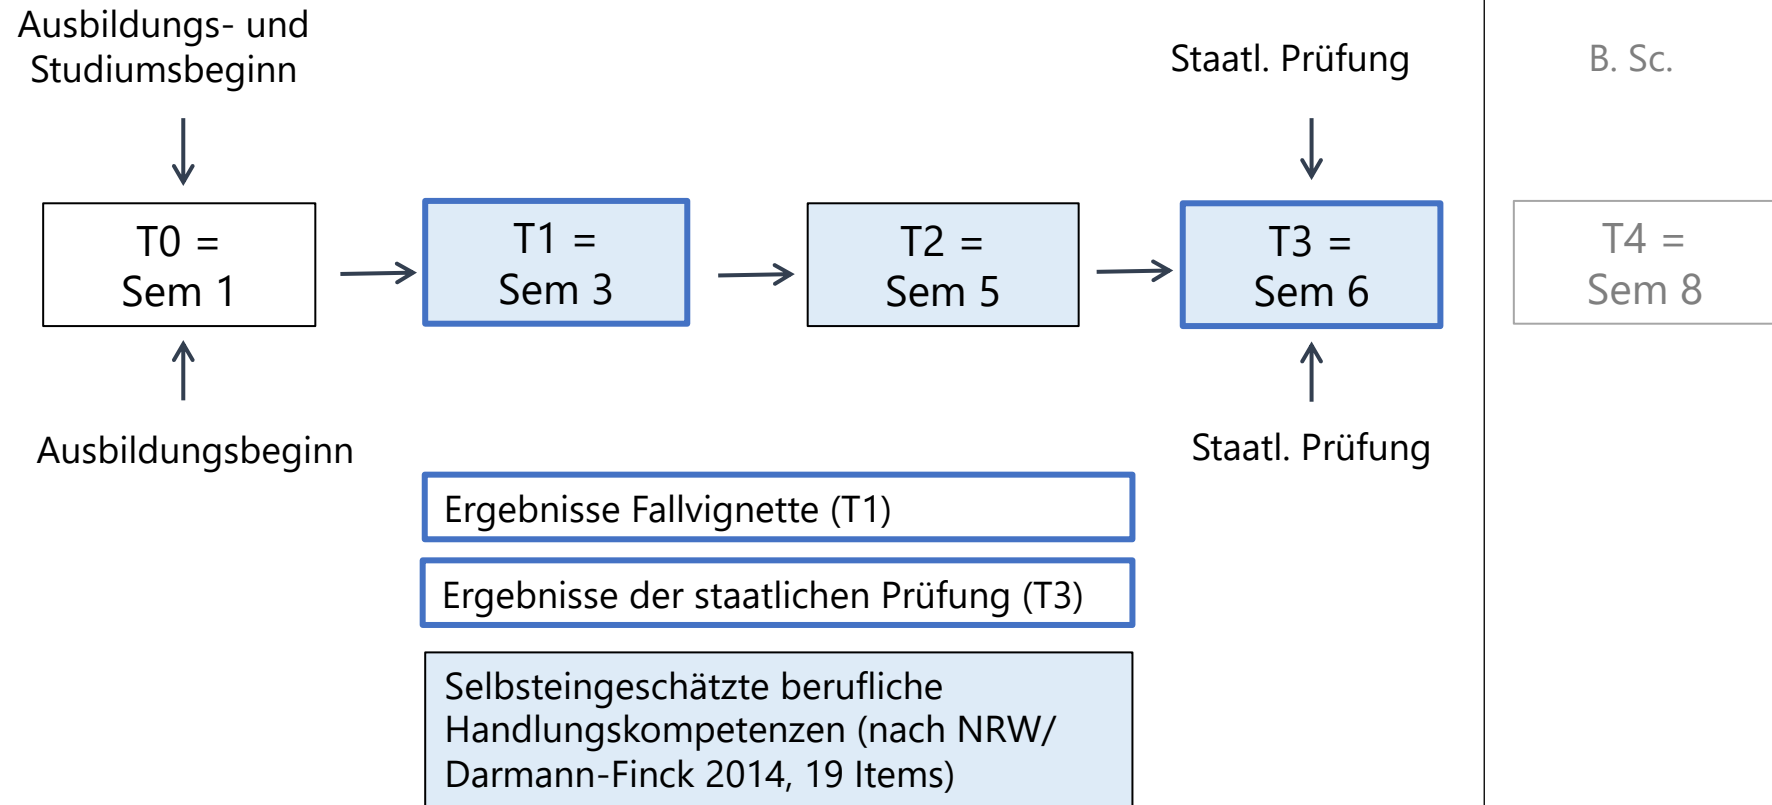 Ausbildungs- und
Studiumsbeginn
Staatl. Prüfung
B. Sc.
T0 =
Sem 1
T1 =
Sem 3
T2 =
Sem 5
T3 =
Sem 6
T4 =
Sem 8
Ausbildungsbeginn
Staatl. Prüfung
Ergebnisse Fallvignette (T1)
Ergebnisse der staatlichen Prüfung (T3)
Selbsteingeschätzte berufliche
Handlungskompetenzen (nach NRW/
Darmann-Finck 2014, 19 Items)